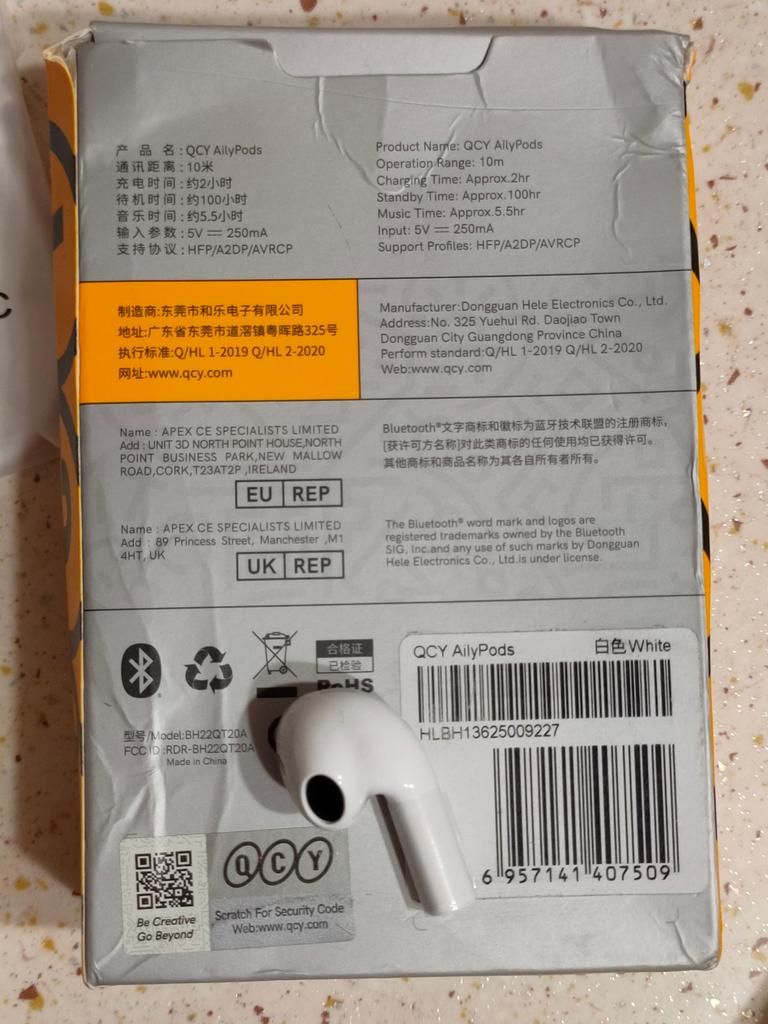 产品名：QCY AilyPods
通讯距离：10米
充电时间：约2小时
待机时间：约100小时
音乐时间：约5.5小时
输入参数：5V ⎓ 250mA
支持协议：HFP/A2DP/AVRCP
Product Name: QCY AilyPods
Operation Range: 10m
Charging Time: Approx.2hr
Standby Time: Approx.100hr
Music Time: Approx.5.5hr
Input: 5V ⎓ 250mA
Support Profiles: HFP/A2DP/AVRCP
制造商:东莞市和乐电子有限公司
地址:广东省东莞市道滘镇粤晖路325号
执行标准:Q/HL 1-2019 Q/HL 2-2020
网址:www.qcy.com
Manufacturer:Dongguan Hele Electronics Co., Ltd.
Address:No. 325 Yuehui Rd. Daojiao Town
Dongguan City Guangdong Province China
Perform standard:Q/HL 1-2019 Q/HL 2-2020
Web:www.qcy.com
Name : APEX CE SPECIALISTS LIMITED
Add : UNIT 3D NORTH POINT HOUSE,NORTH
POINT BUSINESS PARK,NEW MALLOW
ROAD,CORK,T23AT2P ,IRELAND
EU REP
Name : APEX CE SPECIALISTS LIMITED
Add : 89 Princess Street, Manchester ,M1
4HT, UK
UK REP
Bluetooth®文字商标和徽标为蓝牙技术联盟的注册商标，
[获许可方名称]对此类商标的任何使用均已获得许可。
其他商标和商品名称为其各自所有者所有。
The Bluetooth® word mark and logos are
registered trademarks owned by the Bluetooth
SIG, Inc.and any use of such marks by Dongguan
Hele Electronics Co., Ltd.is under license.
合格证
已检验
RoHS
型号/Model:BH22QT20A
FCC ID :RDR-BH22QT20A
Made in China
QCY AilyPods 白色White
HLBH13625009227
6 957141 407509
QCY
Be Creative
Go Beyond
Scratch For Security Code
Web:www.qcy.com
C